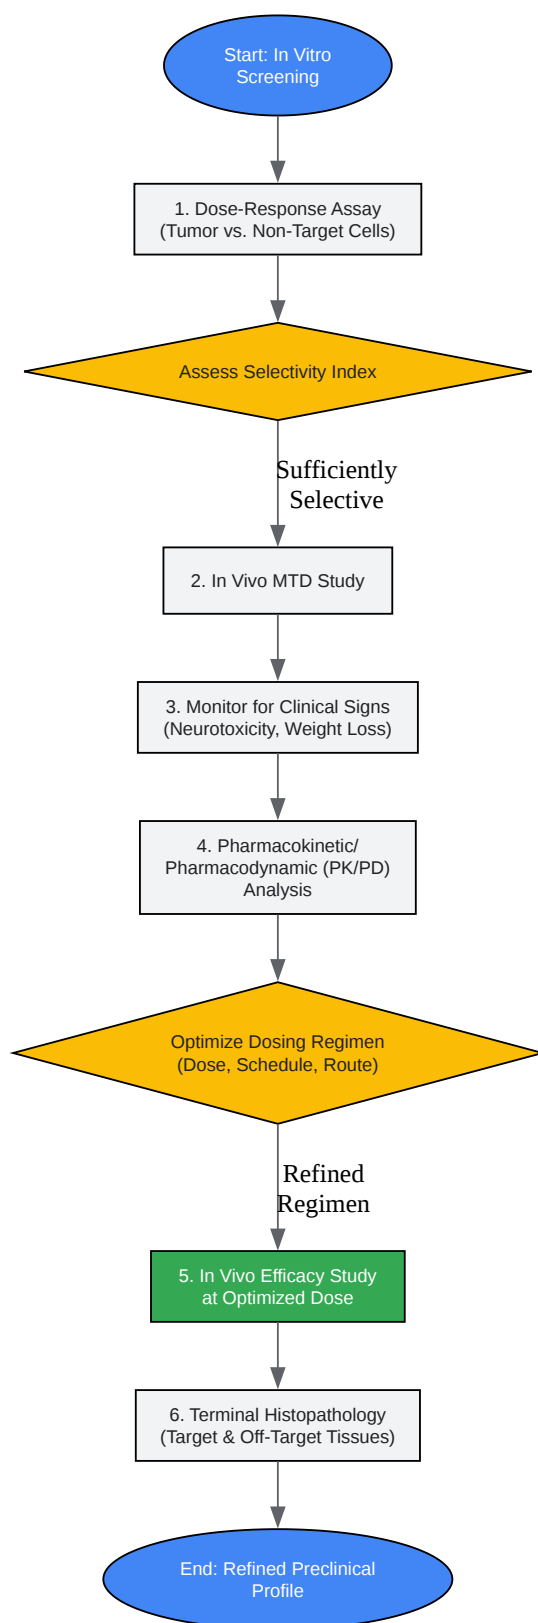 Start: In Vitro
Screening
1. Dose-Response Assay
(Tumor vs. Non-Target Cells)
Assess Selectivity Index
Sufficiently
Selective
2. In Vivo MTD Study
3. Monitor for Clinical Signs
(Neurotoxicity, Weight Loss)
4. Pharmacokinetic/
Pharmacodynamic (PK/PD)
Analysis
Optimize Dosing Regimen
(Dose, Schedule, Route)
Refined
Regimen
5. In Vivo Efficacy Study
at Optimized Dose
6. Terminal Histopathology
(Target & Off-Target Tissues)
End: Refined Preclinical
Profile